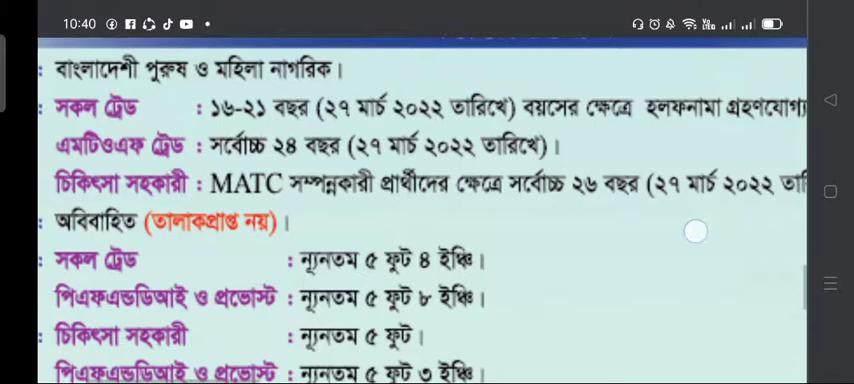 10:40
: বাংলাদেশী পুরুষ ও মহিলা নাগরিক।
: সকল ট্রেড : ১৬-২১ বছর (২৭ মার্চ ২০২২ তারিখে) বয়সের ক্ষেত্রে হলফনামা গ্রহণযোগ্য
এমটিওএফ ট্রেড : সর্বোচ্চ ২৪ বছর (২৭ মার্চ ২০২২ তারিখে)।
চিকিৎসা সহকারী : MATC সম্পন্নকারী প্রার্থীদের ক্ষেত্রে সর্বোচ্চ ২৬ বছর (২৭ মার্চ ২০২২
: অবিবাহিত (তালাকপ্রাপ্ত নয়)।
: সকল ট্রেড : ন্যূনতম ৫ ফুট ৪ ইঞ্চি।
পিএফএন্ডডিআই ও প্রভোস্ট : ন্যূনতম ৫ ফুট ৮ ইঞ্চি।
: চিকিৎসা সহকারী : ন্যূনতম ৫ ফুট।
পিএফএন্ডডিআই ও প্রভোস্ট : ন্যূনতম ৫ ফুট ৩ ইঞ্চি।